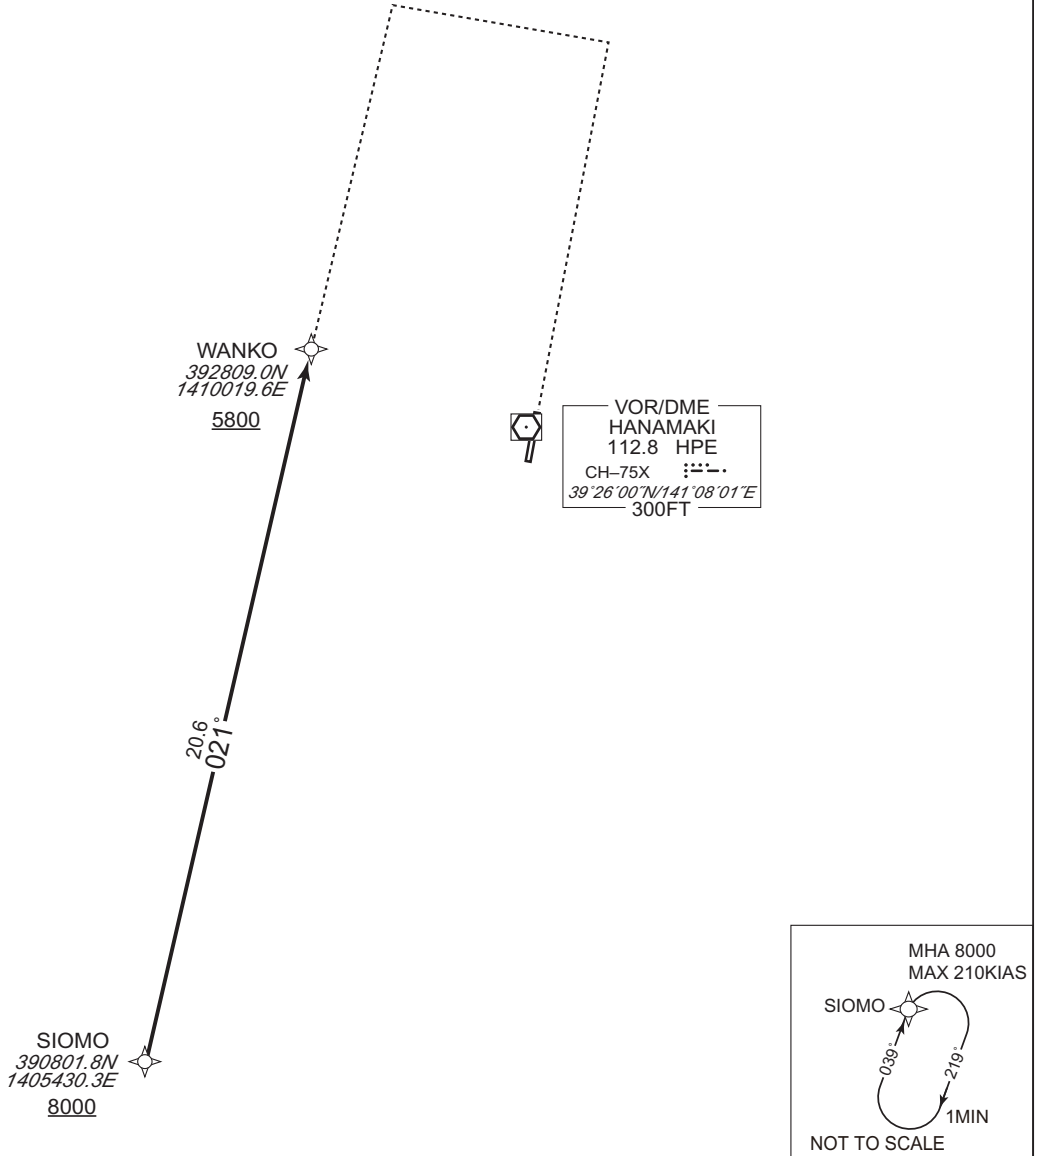 WANKO
392809.0N
1410019.6E
5800
VOR/DME
HANAMAKI
112.8 HPE
CH–75X
39°26′00″N/141°08′01″E
300FT
20.6
021°
SIOMO
390801.8N
1405430.3E
8000
MHA 8000
MAX 210KIAS
SIOMO
039°
219°
1MIN
NOT TO SCALE